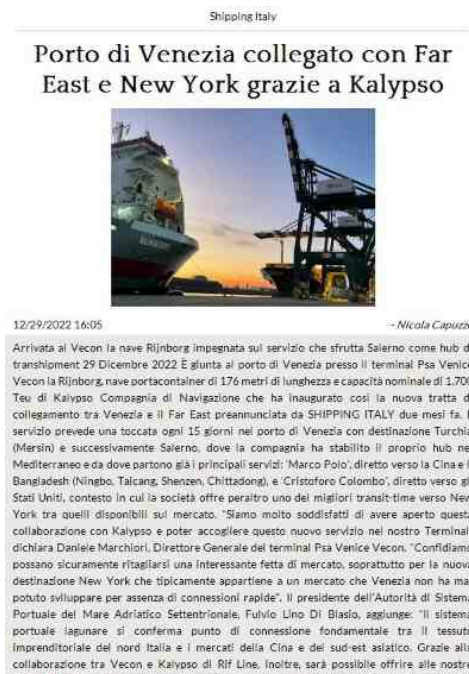 Shipping Italy
Porto di Venezia collegato con Far
East e New York grazie a Kalypso
12/29/2022 16:05
- Nicola Capuzzo
Arrivata al Vecon la nave Rijnborg impegnata sul servizio che sfrutta Salerno come hub d
transhipment 29 Dicembre 2022 È giunta al porto di Venezia presso il terminal Psa Venice
Vecon la Rijnborg, nave portacontainer di 176 metri di lunghezza e capacità nominale di 1.700
Teu di Kalypso Compagnia di Navigazione che ha inaugurato così la nuova tratta d
collegamento tra Venezia e il Far East preannunciata da SHIPPING ITALY due mesi fa.
servizio prevede una toccata ogni 15 giorni nel porto di Venezia con destinazione Turchia
(Mersin) e successivamente Salerno, dove la compagnia ha stabilito il proprio hub ne
Mediterraneo e da dove partono già i principali servizi: 'Marco Polo', diretto verso la Cina e i
Bangladesh (Ningbo, Taicang, Shenzen, Chittadong), e 'Cristoforo Colombo', diretto verso gl
Stati Uniti, contesto in cui la società offre peraltro uno dei migliori transit-time verso New
York tra quelli disponibili sul mercato. "Siamo molto soddisfatti di avere aperto questa
collaborazione con Kalypso e poter accogliere questo nuovo servizio nel nostro Terminal"
dichiara Daniele Marchiori, Direttore Generale del terminal Psa Venice Vecon. "Confidiamo
possano sicuramente ritagliarsi una interessante fetta di mercato, soprattutto per la nuova
destinazione New York che tipicamente appartiene a un mercato che Venezia non ha ma
potuto sviluppare per assenza di connessioni rapide". Il presidente dell'Autorità di Sistema
Portuale del Mare Adriatico Settentrionale, Fulvio Lino Di Blasio, aggiunge: "Il sistema
portuale lagunare si conferma punto di connessione fondamentale tra il tessuto
imprenditoriale del nord Italia e i mercati della Cina e del sud-est asiatico. Grazie alla
collaborazione tra Vecon e Kalypso di Rif Line, inoltre, sarà possibile offrire alle nostre